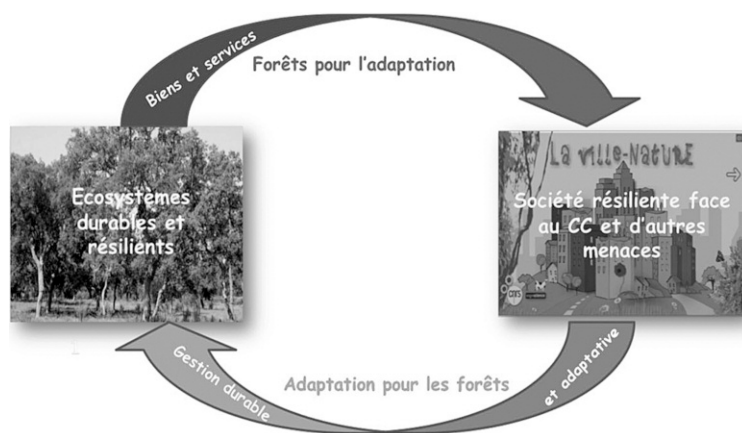 Biens et services
Forêts pour l'adaptation
Ecosystèmes
durables et
résilients
La ville-Nature
Société résiliente face
au CC et d'autres
menaces
Gestion durable
et adaptative
Adaptation pour les forêts